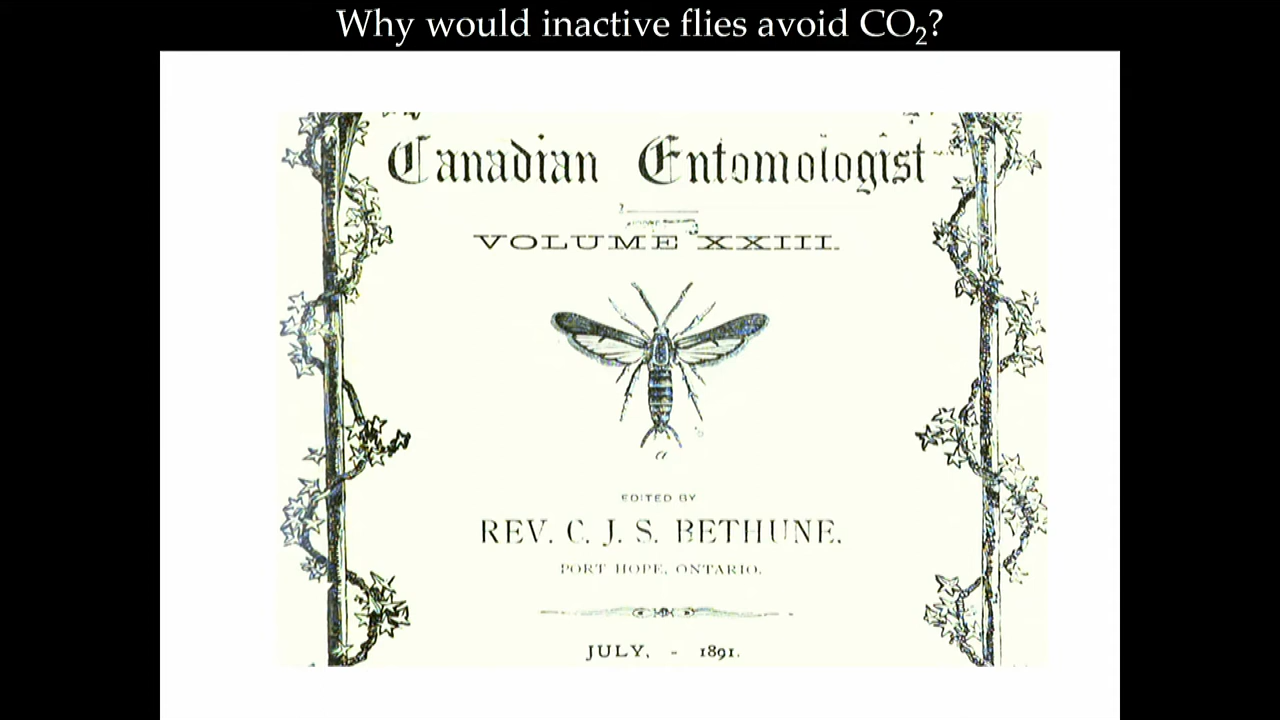 Why would inactive flies avoid CO₂?
Canadian Entomologist
VOLUME XXIII.
a
EDITED BY
REV. C. J. S. BETHUNE,
PORT HOPE, ONTARIO.
JULY, - 1891.